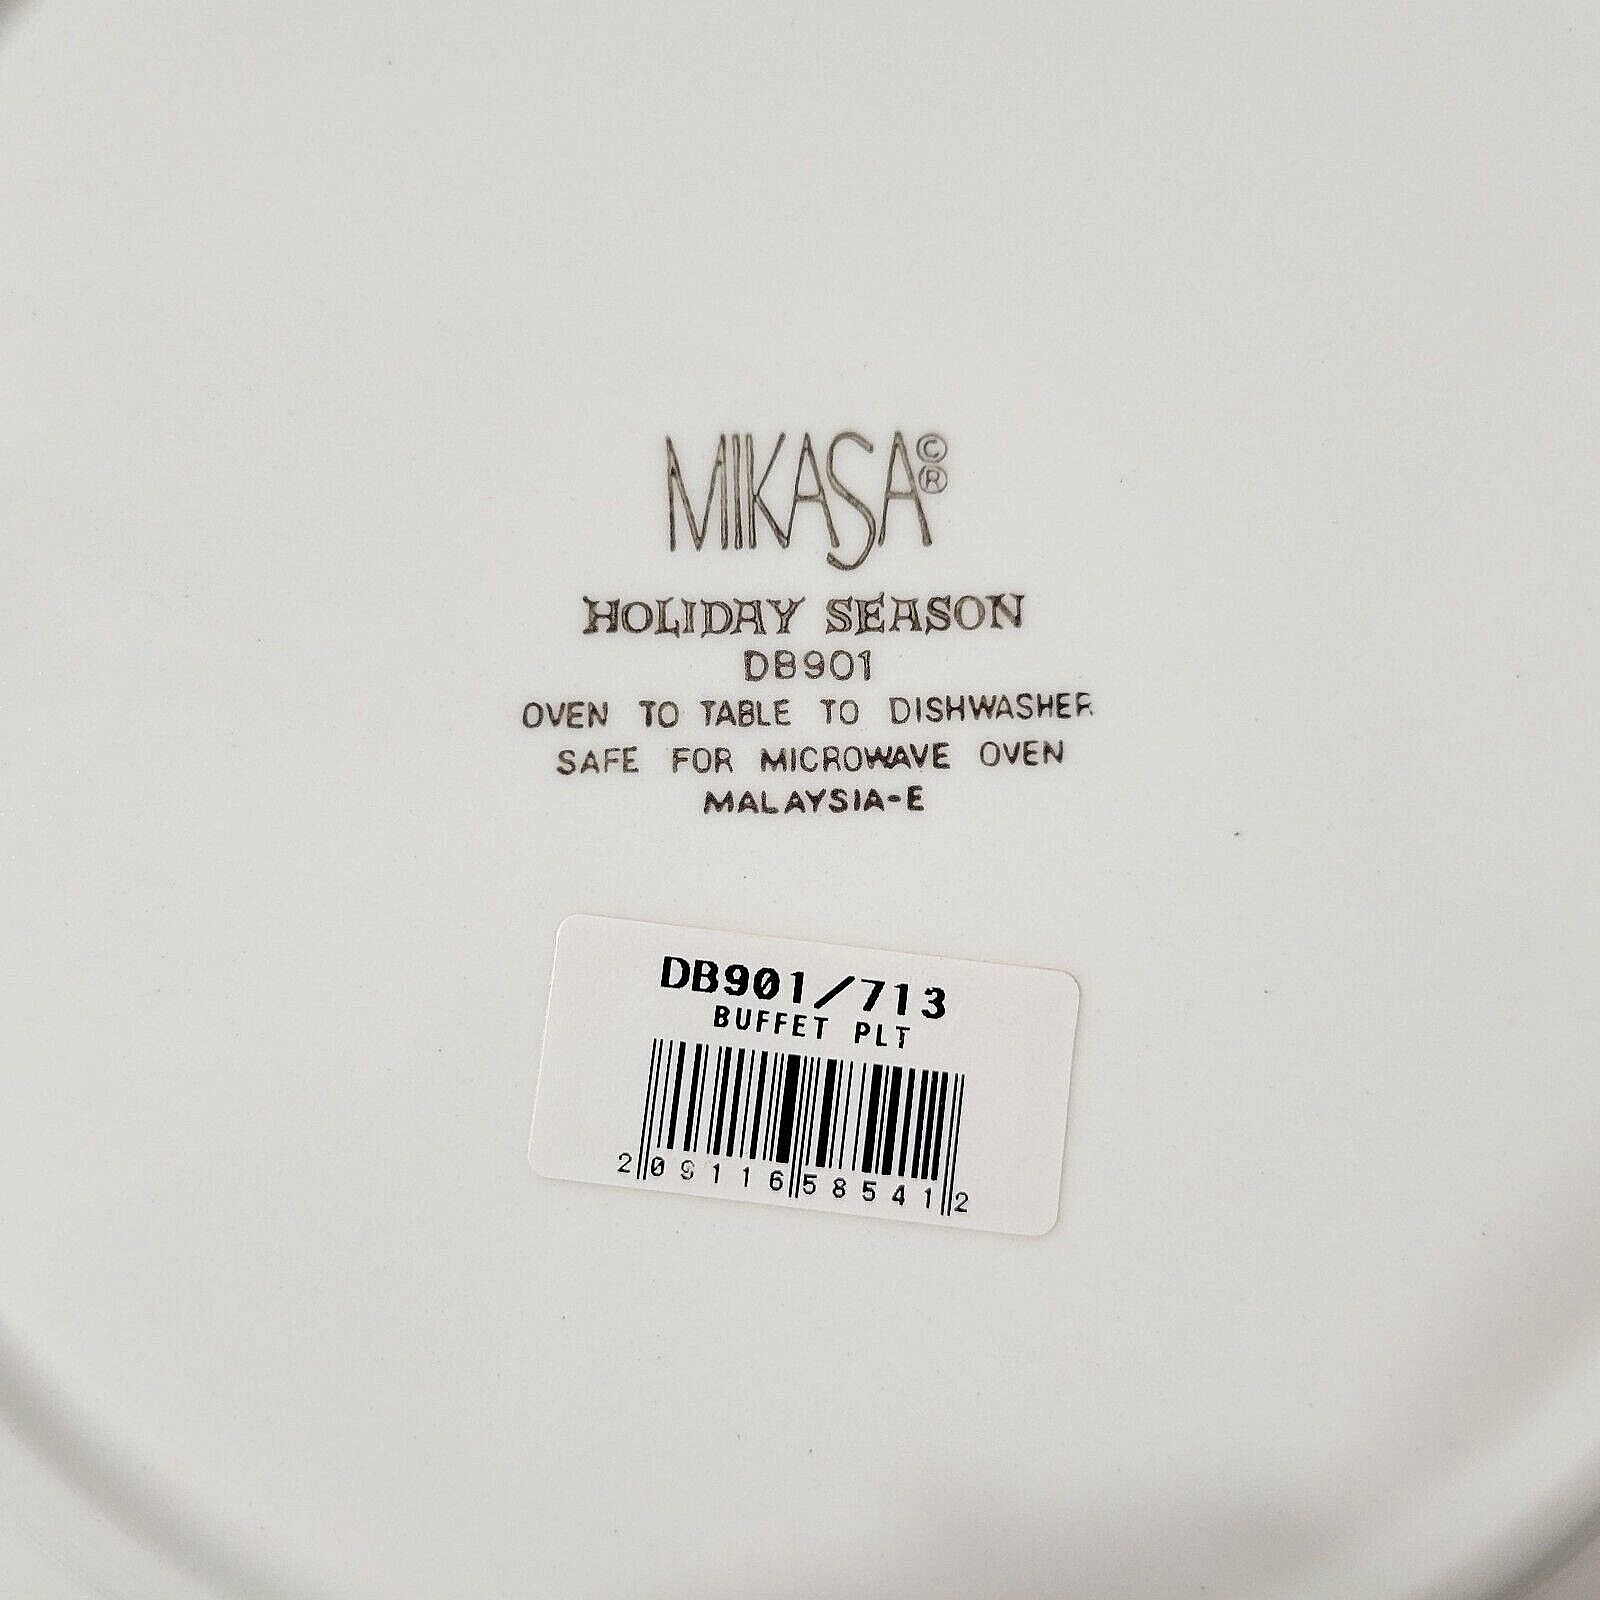 MIKASA©®
HOLIDAY SEASON
DB901
OVEN TO TABLE TO DISHWASHER
SAFE FOR MICROWAVE OVEN
MALAYSIA-E
DB901/713
BUFFET PLT
2 09116 58541 2